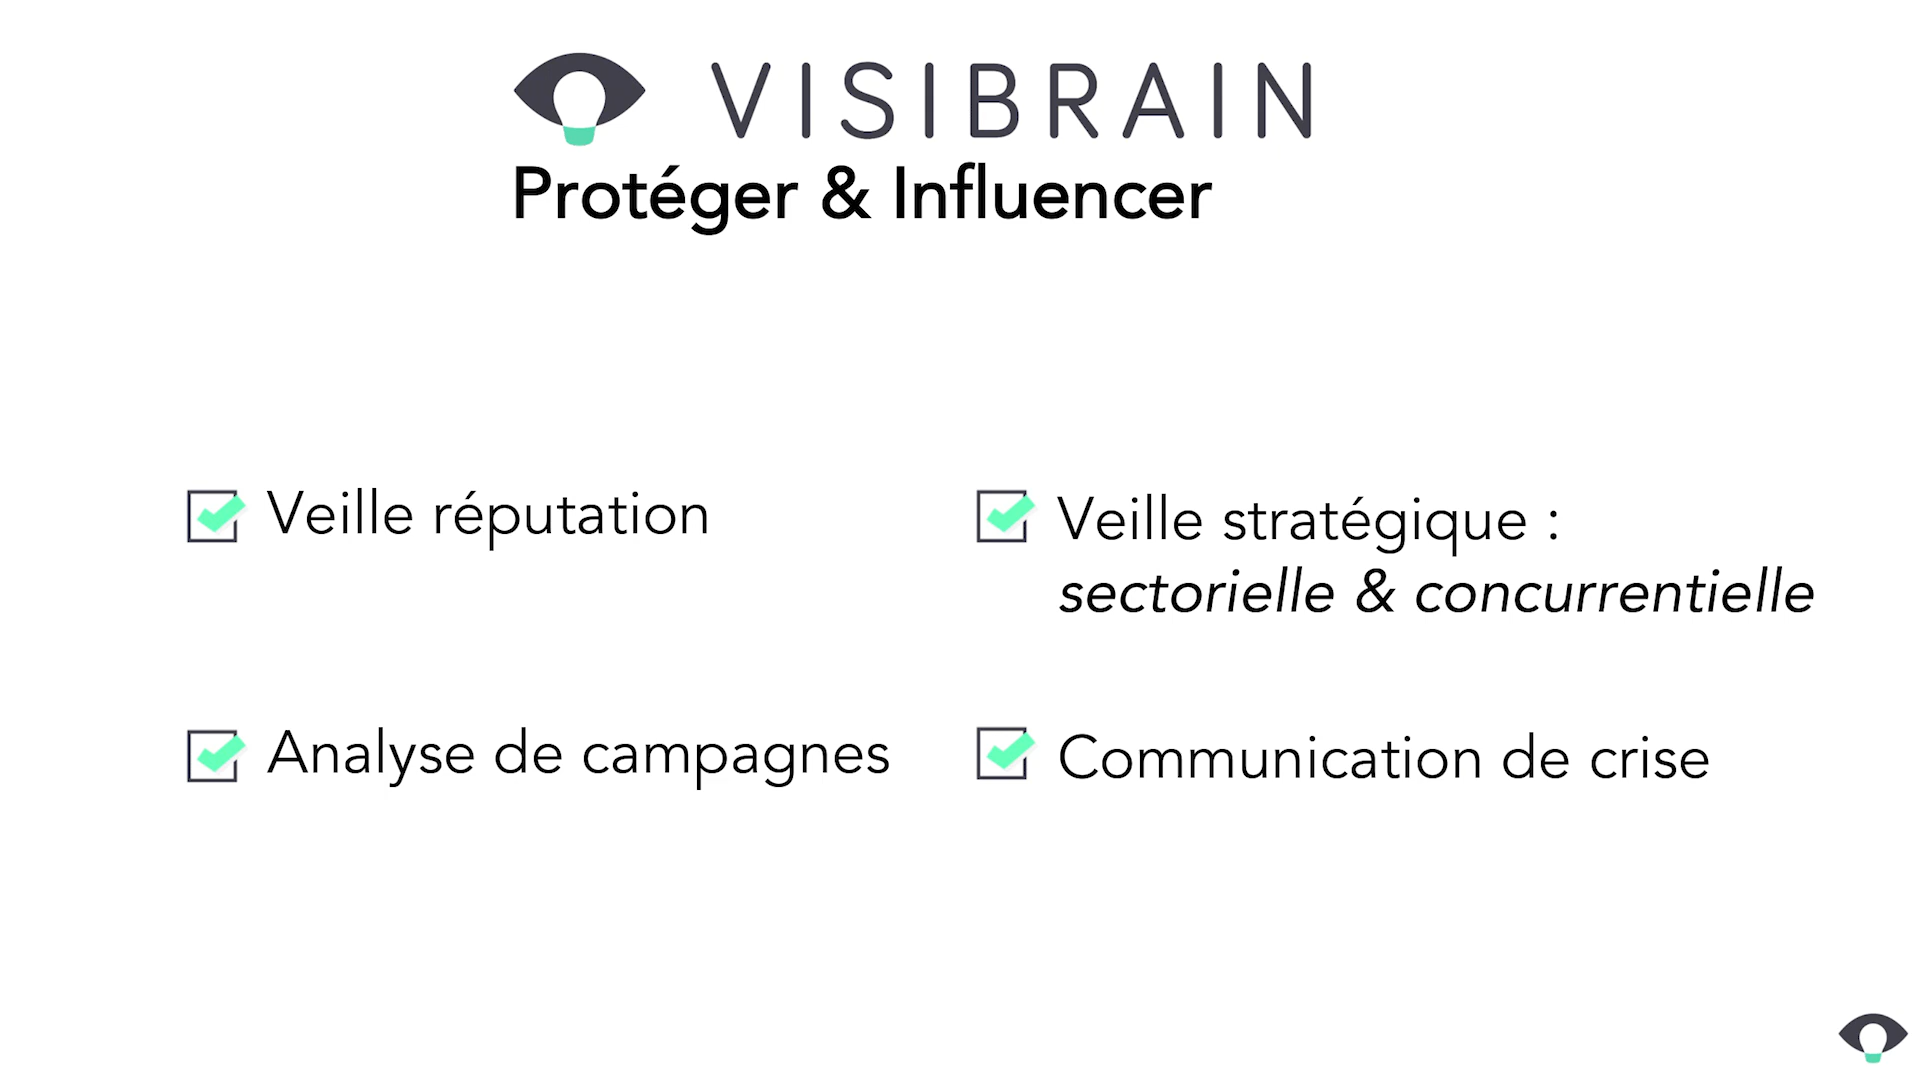 VISIBRAIN
Protéger & Influencer
Veille réputation
Veille stratégique :
sectorielle & concurrentielle
Analyse de campagnes
Communication de crise